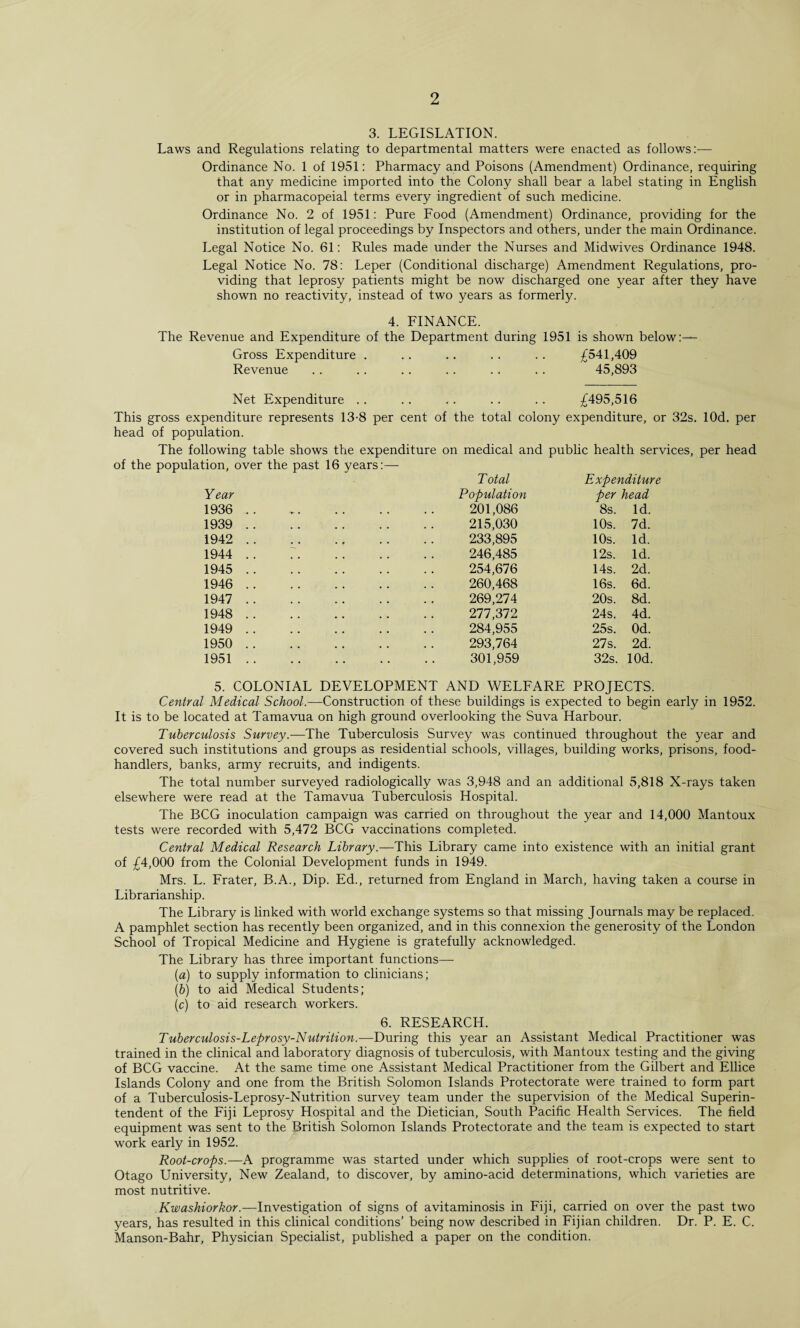 2
3. LEGISLATION.
Laws and Regulations relating to departmental matters were enacted as follows:—
Ordinance No. 1 of 1951: Pharmacy and Poisons (Amendment) Ordinance, requiring
that any medicine imported into the Colony shall bear a label stating in English
or in pharmacopeial terms every ingredient of such medicine.
Ordinance No. 2 of 1951: Pure Food (Amendment) Ordinance, providing for the
institution of legal proceedings by Inspectors and others, under the main Ordinance.
Legal Notice No. 61: Rules made under the Nurses and Midwives Ordinance 1948.
Legal Notice No. 78: Leper (Conditional discharge) Amendment Regulations, pro-
viding that leprosy patients might be now discharged one year after they have
shown no reactivity, instead of two years as formerly.
4. FINANCE.
The Revenue and Expenditure of the Department during 1951 is shown below:—
Gross Expenditure . .. .. .. .. £541,409
Revenue .. .. .. .. .. .. 45,893
Net Expenditure .. .. .. .. .. £495,516
This gross expenditure represents 13·8 per cent of the total colony expenditure, or 32s. 10d. per
head of population.
The following table shows the expenditure on medical and public health services, per head
of the population, over the past 16 years:—
Total Expenditure
Year Population per head
1936 .. .. .. .. .. 201,086 8s. 1d.
1939 .. .. .. .. .. 215,030 10s. 7d.
1942 .. .. .. .. .. 233,895 10s. 1d.
1944 .. .. .. .. .. 246,485 12s. 1d.
1945 .. .. .. .. .. 254,676 14s. 2d.
1946 .. .. .. .. .. 260,468 16s. 6d.
1947 .. .. .. .. .. 269,274 20s. 8d.
1948 .. .. .. .. .. 277,372 24s. 4d.
1949 .. .. .. .. .. 284,955 25s. 0d.
1950 .. .. .. .. .. 293,764 27s. 2d.
1951 .. .. .. .. .. 301,959 32s. 10d.
5. COLONIAL DEVELOPMENT AND WELFARE PROJECTS.
Central Medical School.—Construction of these buildings is expected to begin early in 1952.
It is to be located at Tamavua on high ground overlooking the Suva Harbour.
Tuberculosis Survey.—The Tuberculosis Survey was continued throughout the year and
covered such institutions and groups as residential schools, villages, building works, prisons, food-
handlers, banks, army recruits, and indigents.
The total number surveyed radiologically was 3,948 and an additional 5,818 X-rays taken
elsewhere were read at the Tamavua Tuberculosis Hospital.
The BCG inoculation campaign was carried on throughout the year and 14,000 Mantoux
tests were recorded with 5,472 BCG vaccinations completed.
Central Medical Research Library.—This Library came into existence with an initial grant
of £4,000 from the Colonial Development funds in 1949.
Mrs. L. Frater, B.A., Dip. Ed., returned from England in March, having taken a course in
Librarianship.
The Library is linked with world exchange systems so that missing Journals may be replaced.
A pamphlet section has recently been organized, and in this connexion the generosity of the London
School of Tropical Medicine and Hygiene is gratefully acknowledged.
The Library has three important functions—
(a) to supply information to clinicians;
(b) to aid Medical Students;
(c) to aid research workers.
6. RESEARCH.
Tuberculosis-Leprosy-Nutrition.—During this year an Assistant Medical Practitioner was
trained in the clinical and laboratory diagnosis of tuberculosis, with Mantoux testing and the giving
of BCG vaccine. At the same time one Assistant Medical Practitioner from the Gilbert and Ellice
Islands Colony and one from the British Solomon Islands Protectorate were trained to form part
of a Tuberculosis-Leprosy-Nutrition survey team under the supervision of the Medical Superin-
tendent of the Fiji Leprosy Hospital and the Dietician, South Pacific Health Services. The field
equipment was sent to the British Solomon Islands Protectorate and the team is expected to start
work early in 1952.
Root-crops.—A programme was started under which supplies of root-crops were sent to
Otago University, New Zealand, to discover, by amino-acid determinations, which varieties are
most nutritive.
Kwashiorkor.—Investigation of signs of avitaminosis in Fiji, carried on over the past two
years, has resulted in this clinical conditions' being now described in Fijian children. Dr. P. E. C.
Manson-Bahr, Physician Specialist, published a paper on the condition.